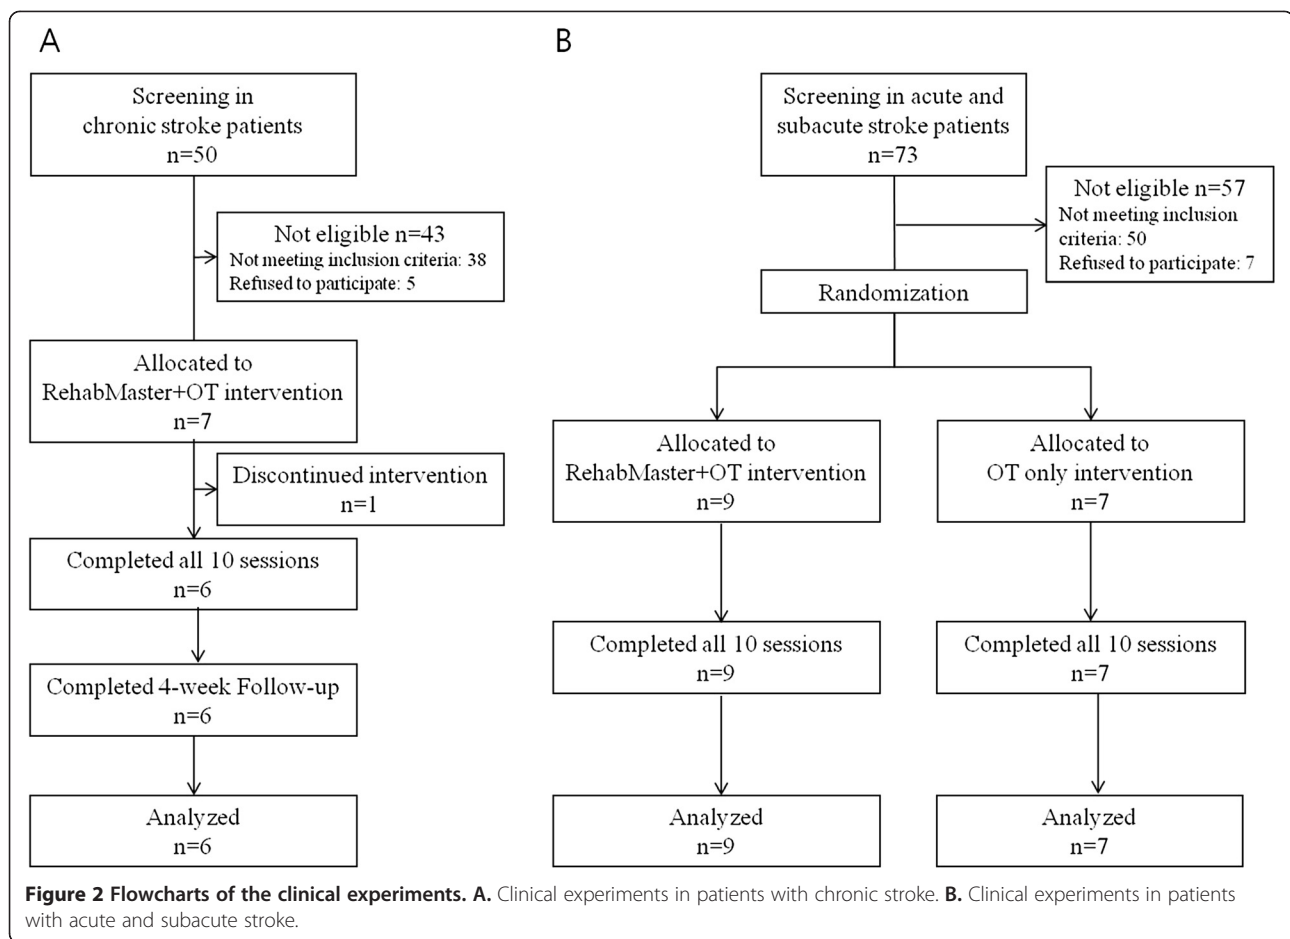 A
Screening in
chronic stroke patients
n=50
Not eligible n=43
Not meeting inclusion criteria: 38
Refused to participate: 5
Allocated to
RehabMaster+OT intervention
n=7
Discontinued intervention
n=1
Completed all 10 sessions
n=6
Completed 4-week Follow-up
n=6
Analyzed
n=6
B
Screening in acute and
subacute stroke patients
n=73
Not eligible n=57
Not meeting inclusion
criteria: 50
Refused to participate: 7
Randomization
Allocated to
RehabMaster+OT intervention
n=9
Allocated to
OT only intervention
n=7
Completed all 10 sessions
n=9
Completed all 10 sessions
n=7
Analyzed
n=9
Analyzed
n=7
Figure 2 Flowcharts of the clinical experiments. A. Clinical experiments in patients with chronic stroke. B. Clinical experiments in patients
with acute and subacute stroke.